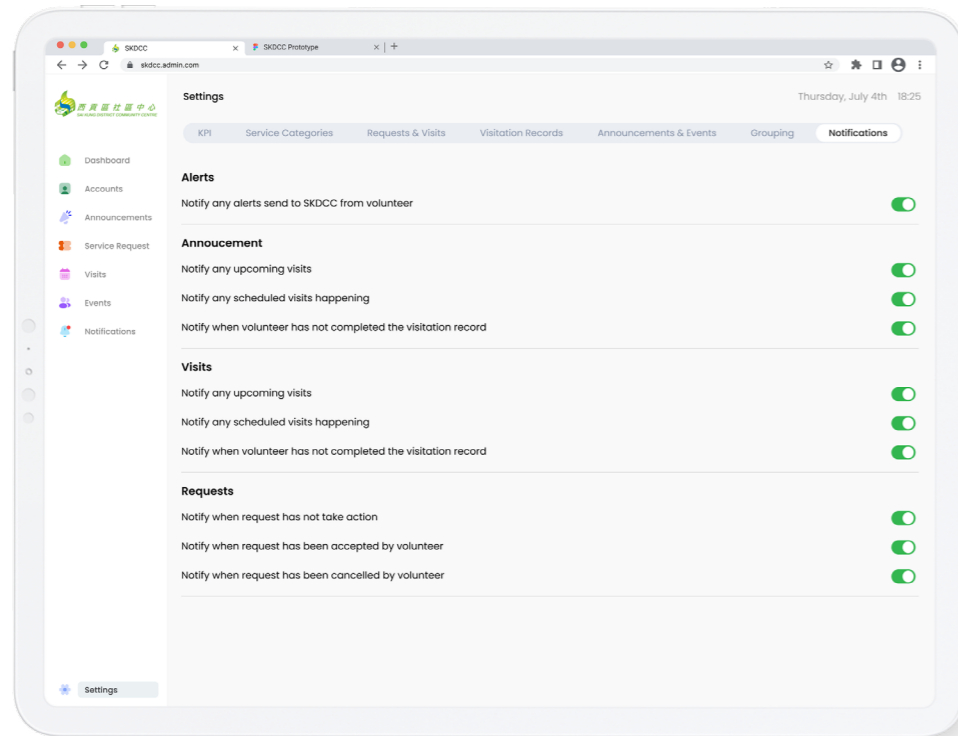 SKDCC
SKDCC Prototype
skdcc.admin.com
西貢區社區中心
SAI KUNG DISTRICT COMMUNITY CENTRE
Settings
Thursday, July 4th 18:25
KPI Service Categories Requests & Visits Visitation Records Announcements & Events Grouping Notifications
Dashboard
Accounts
Announcements
Service Request
Visits
Events
Notifications
Settings
Alerts
Notify any alerts send to SKDCC from volunteer
Annoucement
Notify any upcoming visits
Notify any scheduled visits happening
Notify when volunteer has not completed the visitation record
Visits
Notify any upcoming visits
Notify any scheduled visits happening
Notify when volunteer has not completed the visitation record
Requests
Notify when request has not take action
Notify when request has been accepted by volunteer
Notify when request has been cancelled by volunteer